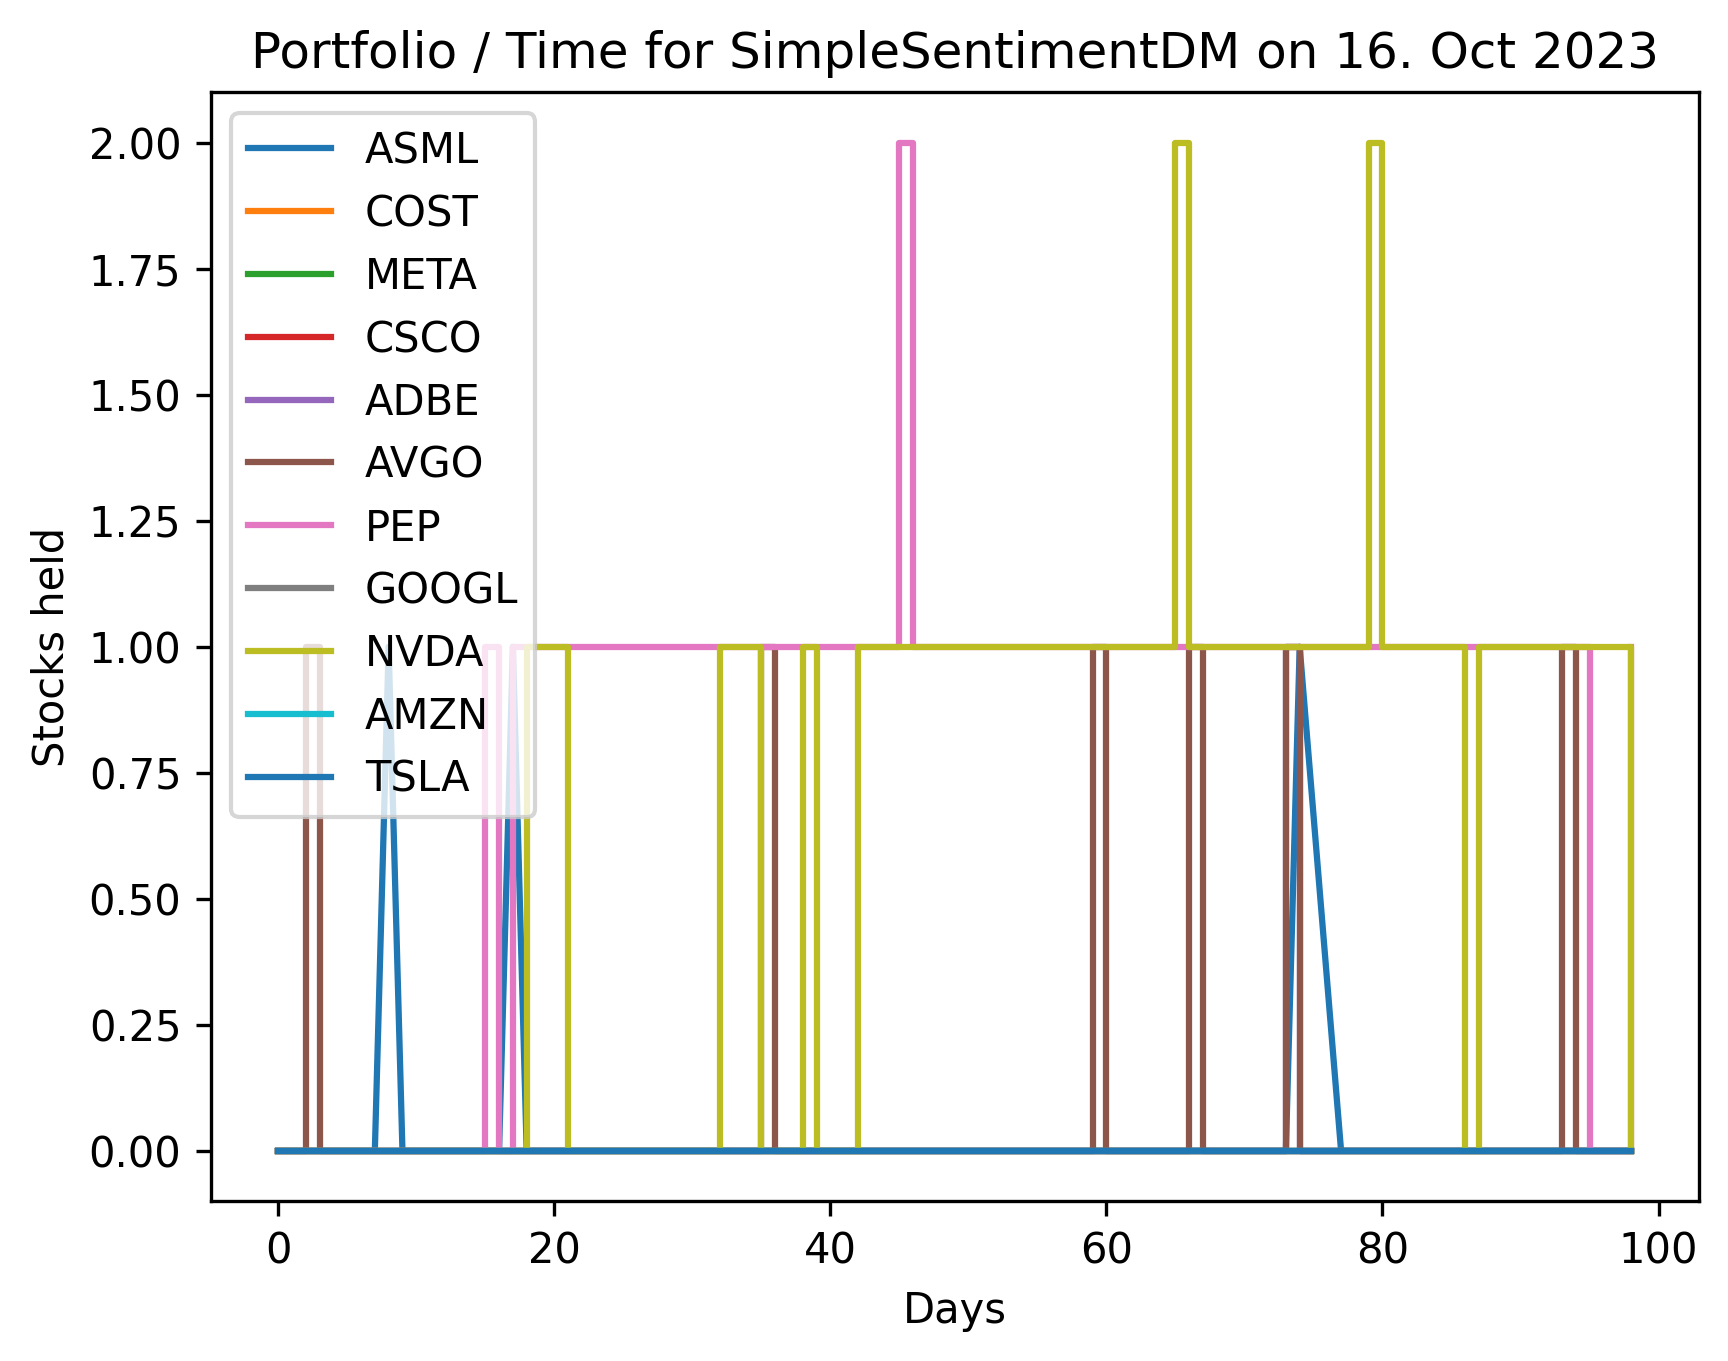 Portfolio / Time for SimpleSentimentDM on 16. Oct 2023
2.00
1.75
1.50
1.25
1.00
0.75
0.50
0.25
0.00
Stocks held
ASML
COST
META
CSCO
ADBE
AVGO
PEP
GOOGL
NVDA
AMZN
TSLA
0 20 40 60 80 100
Days